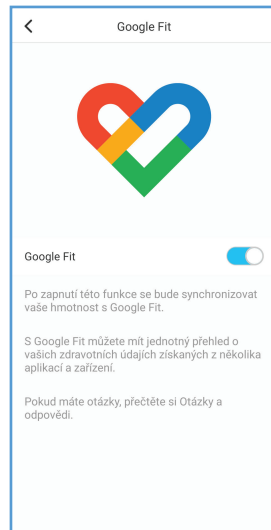 Google Fit
Google Fit
Po zapnutí této funkce se bude synchronizovat
vaše hmotnost s Google Fit.
S Google Fit můžete mít jednotný přehled o
vašich zdravotních údajích získaných z několika
aplikací a zařízení.
Pokud máte otázky, přečtěte si Otázky a
odpovědi.